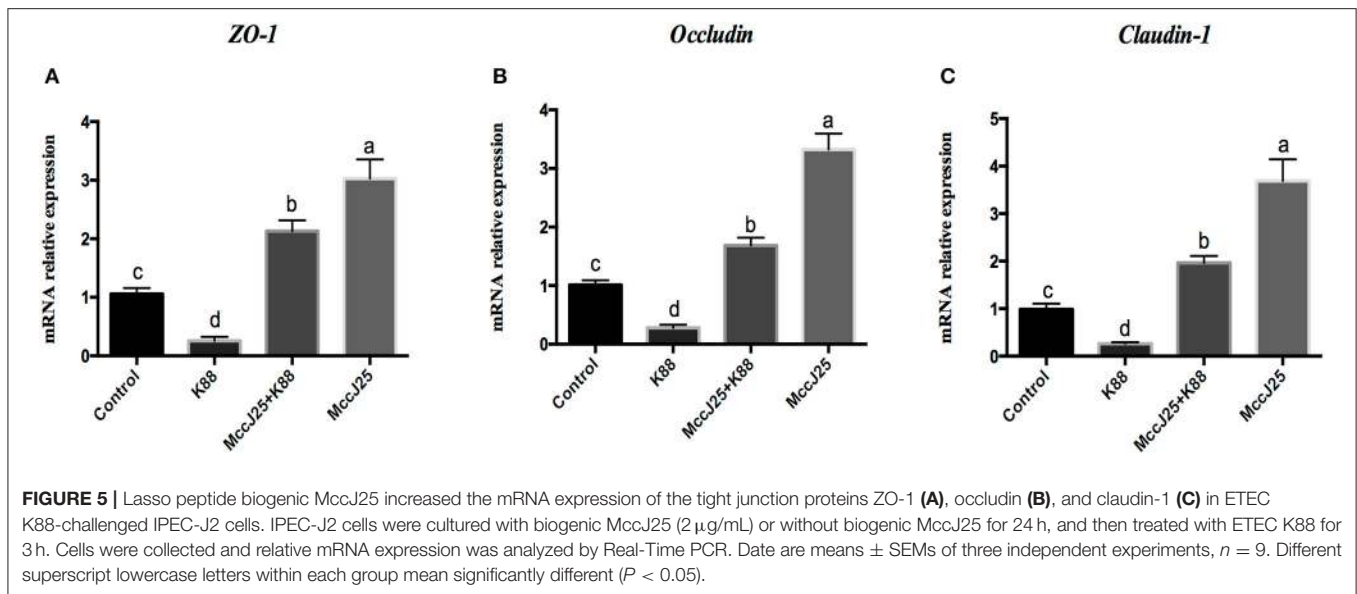 ZO-1
Occludin
Claudin-1
A
mRNA relative expression
4
3
2
1
0
c
d
b
a
Control
K88
MccJ25+K88
MccJ25
B
mRNA relative expression
4
3
2
1
0
c
d
b
a
Control
K88
MccJ25+K88
MccJ25
C
mRNA relative expression
5
4
3
2
1
0
c
d
b
a
Control
K88
MccJ25+K88
MccJ25
FIGURE 5 | Lasso peptide biogenic MccJ25 increased the mRNA expression of the tight junction proteins ZO-1 (A), occludin (B), and claudin-1 (C) in ETEC
K88-challenged IPEC-J2 cells. IPEC-J2 cells were cultured with biogenic MccJ25 (2 μg/mL) or without biogenic MccJ25 for 24 h, and then treated with ETEC K88 for
3 h. Cells were collected and relative mRNA expression was analyzed by Real-Time PCR. Date are means ± SEMs of three independent experiments, n = 9. Different
superscript lowercase letters within each group mean significantly different (P < 0.05).